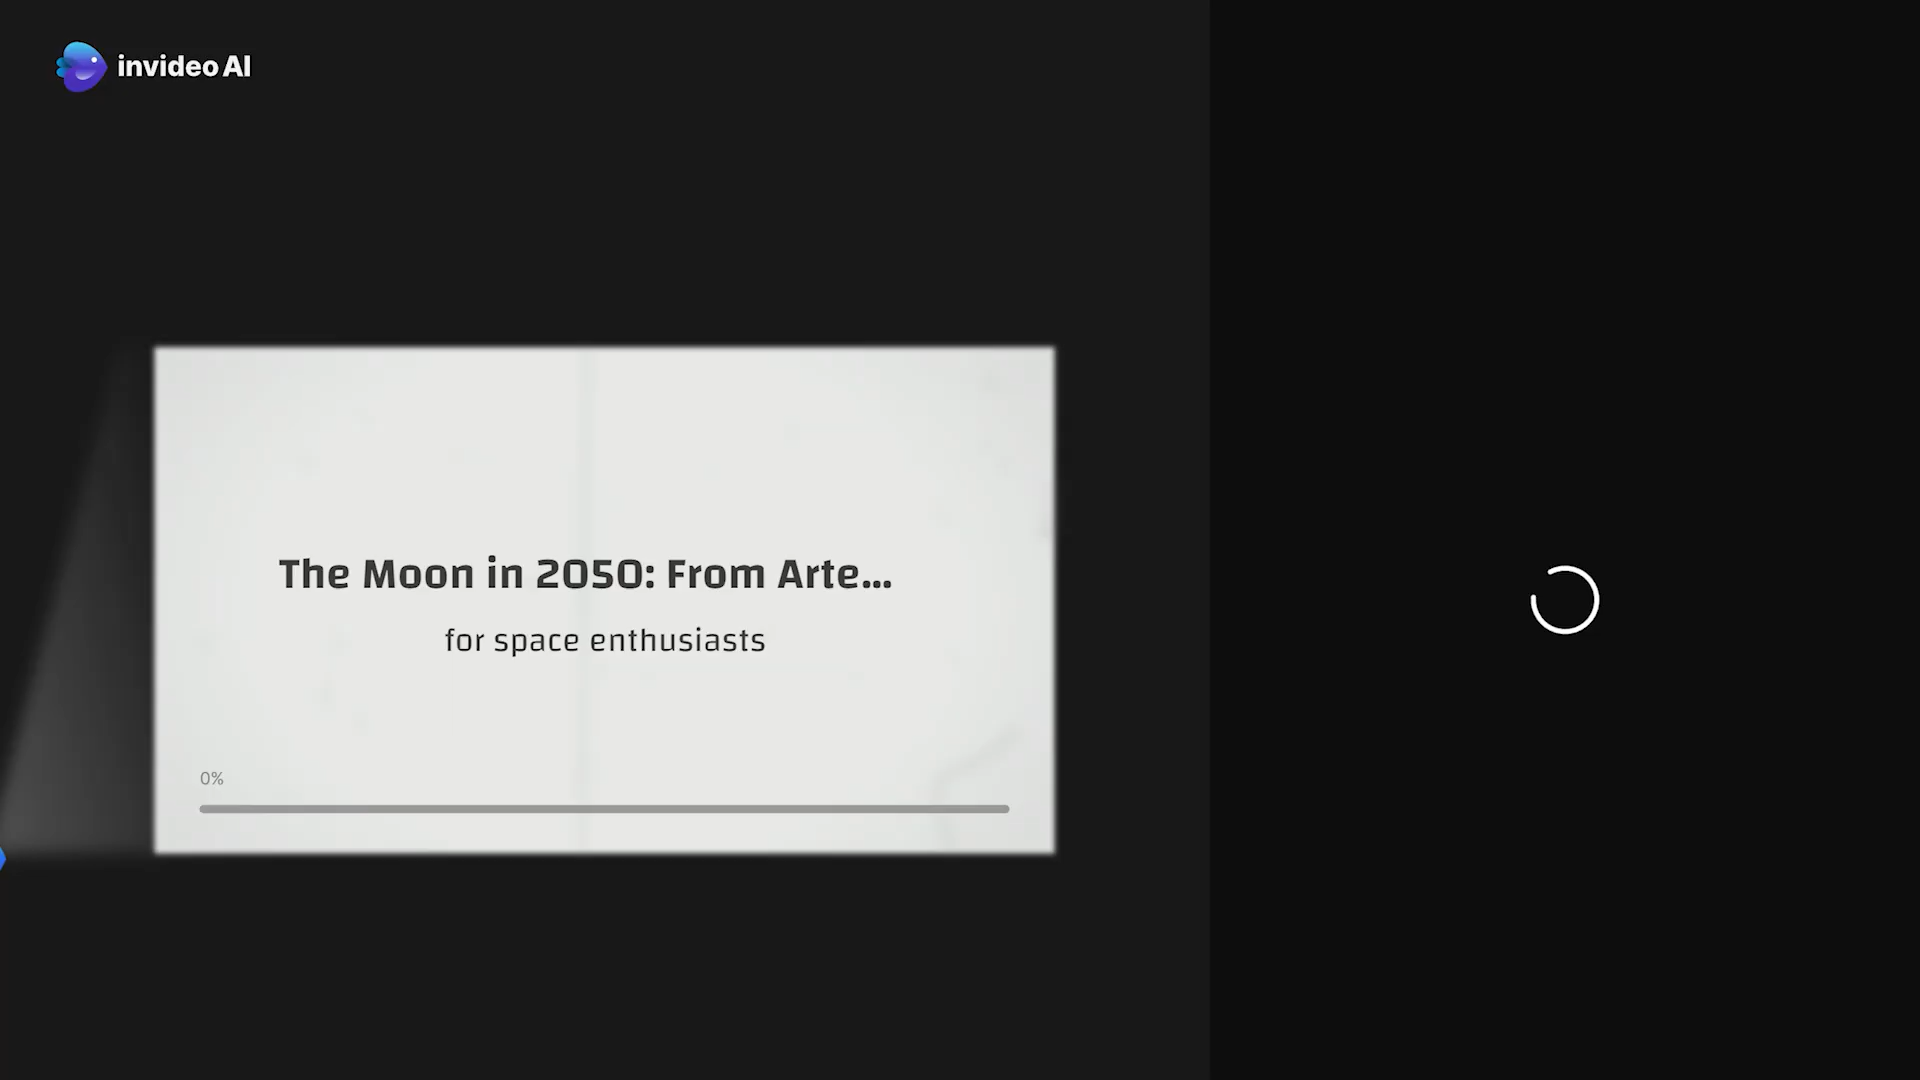 invideo AI
The Moon in 2050: From Arte...
for space enthusiasts
0%